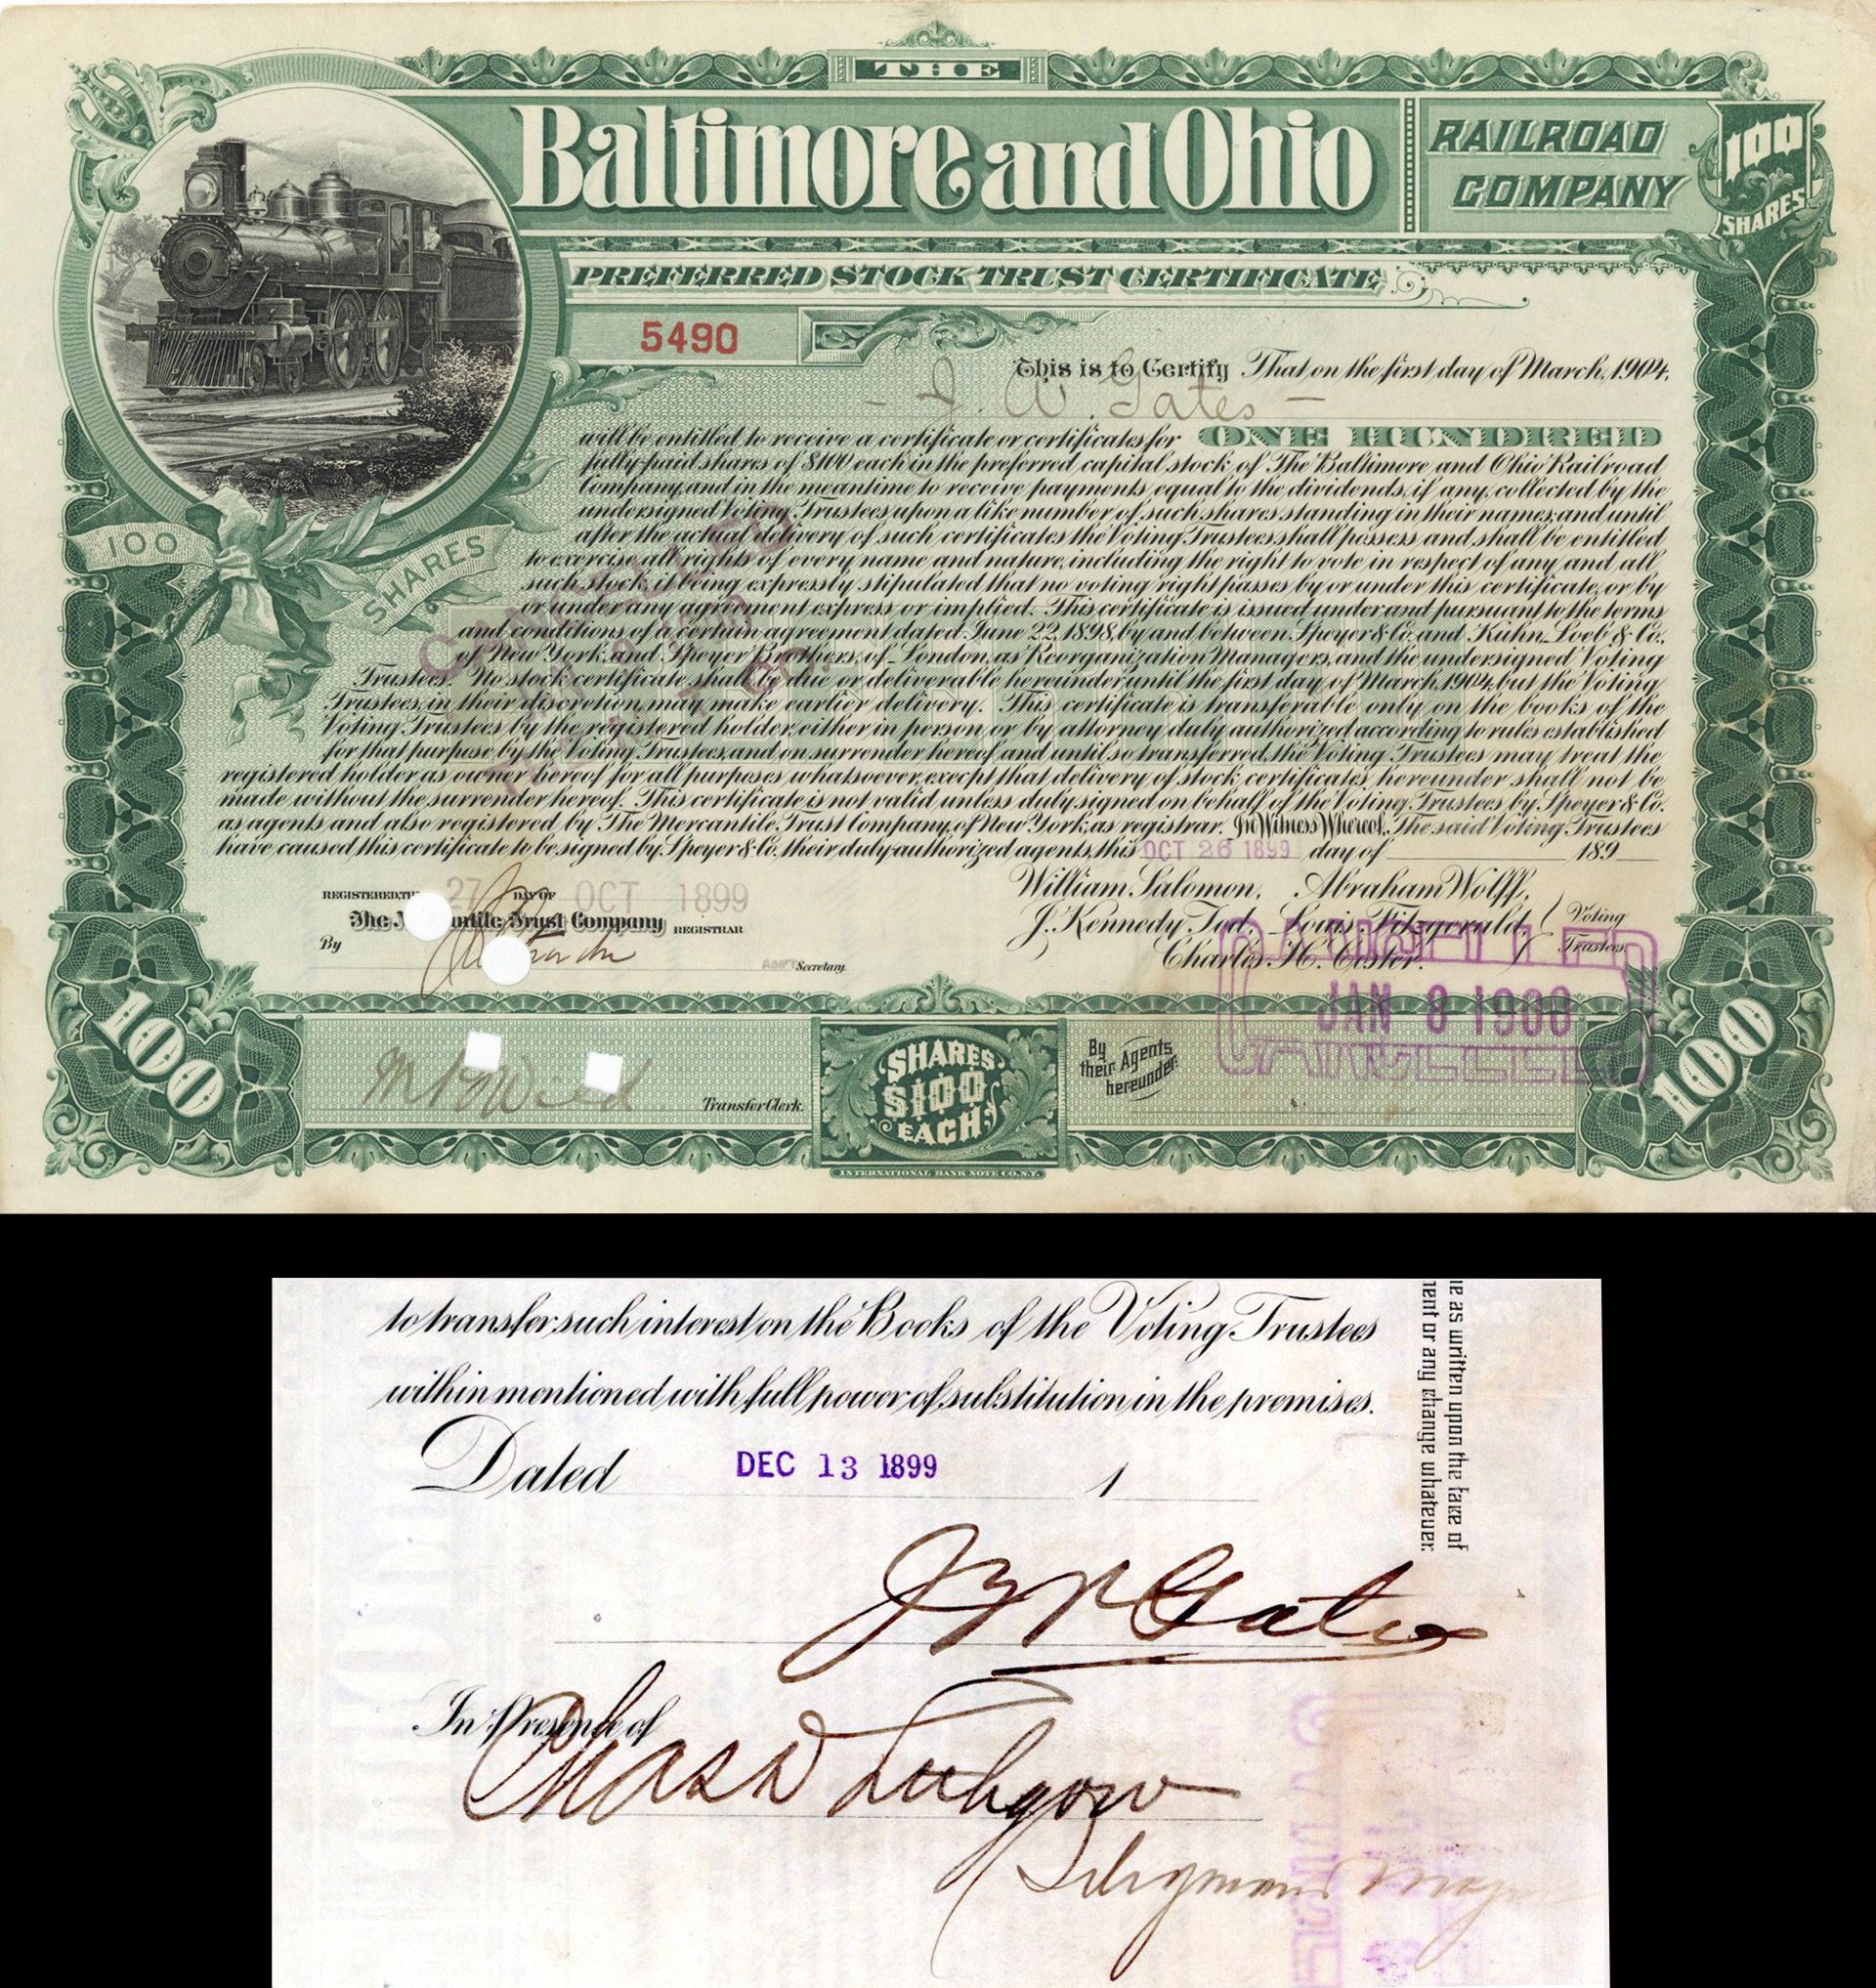 THE
Baltimore and Ohio
RAILROAD
COMPANY
100
SHARES
PREFERRED STOCK TRUST CERTIFICATE
5490
This is to Certify That on the first day of March, 1904,
- J. W. Gates -
will be entitled to receive a certificate or certificates for ONE HUNDRED
fully-paid shares of $100 each in the preferred capital stock of The Baltimore and Ohio Railroad
Company, and in the meantime to receive payments equal to the dividends, if any, collected by the
undersigned Voting Trustees upon a like number of such shares standing in their names; and until
after the actual delivery of such certificates the Voting Trustees shall possess and shall be entitled
to exercise all rights of every name and nature, including the right to vote in respect of any and all
such stock, it being expressly stipulated that no voting right passes by or under this certificate, or by
or under any agreement express or implied. This certificate is issued under and pursuant to the terms
and conditions of a certain agreement dated June 22, 1898, by and between Speyer & Co. and Kuhn, Loeb & Co.,
of New York, and Speyer Brothers, of London, as Reorganization Managers, and the undersigned Voting
Trustees. No stock certificate shall be due or deliverable hereunder until the first day of March, 1904, but the Voting
Trustees, in their discretion, may make earlier delivery. This certificate is transferable only on the books of the
Voting Trustees by the registered holder, either in person or by attorney duly authorized according to rules established
for that purpose by the Voting Trustees, and on surrender hereof and until so transferred, the Voting Trustees may treat the
registered holder as owner hereof for all purposes whatsoever, except that delivery of stock certificates hereunder shall not be
made without the surrender hereof. This certificate is not valid unless duly signed on behalf of the Voting Trustees by Speyer & Co.
as agents and also registered by The Mercantile Trust Company, of New York, as registrar. In Witness Whereof, The said Voting Trustees
have caused this certificate to be signed by Speyer & Co. their duly authorized agents, this OCT 26 1899 day of 189
100 SHARES
CANCELLED
REGISTERED, THIS 27 DAY OF OCT 1899
The Mercantile Trust Company REGISTRAR
By
Asst. Secretary.
William Salomon, Abraham Wolff,
J. Kennedy Tod, Louis Fitzgerald,
Charles H. Coster.
Voting
Trustees.
CANCELLED
JAN 8 1900
CANCELLED
100
Transfer Clerk.
SHARES
$100
EACH
By
their Agents
hereunder.
100
INTERNATIONAL BANK NOTE CO. N.Y.
to transfer such interest on the Books of the Voting Trustees
within mentioned with full power of substitution in the premises.
Dated DEC 13 1899 1
J W Gates
In Presence of
Chas W
e as written upon the face of
ent or any change whatever.